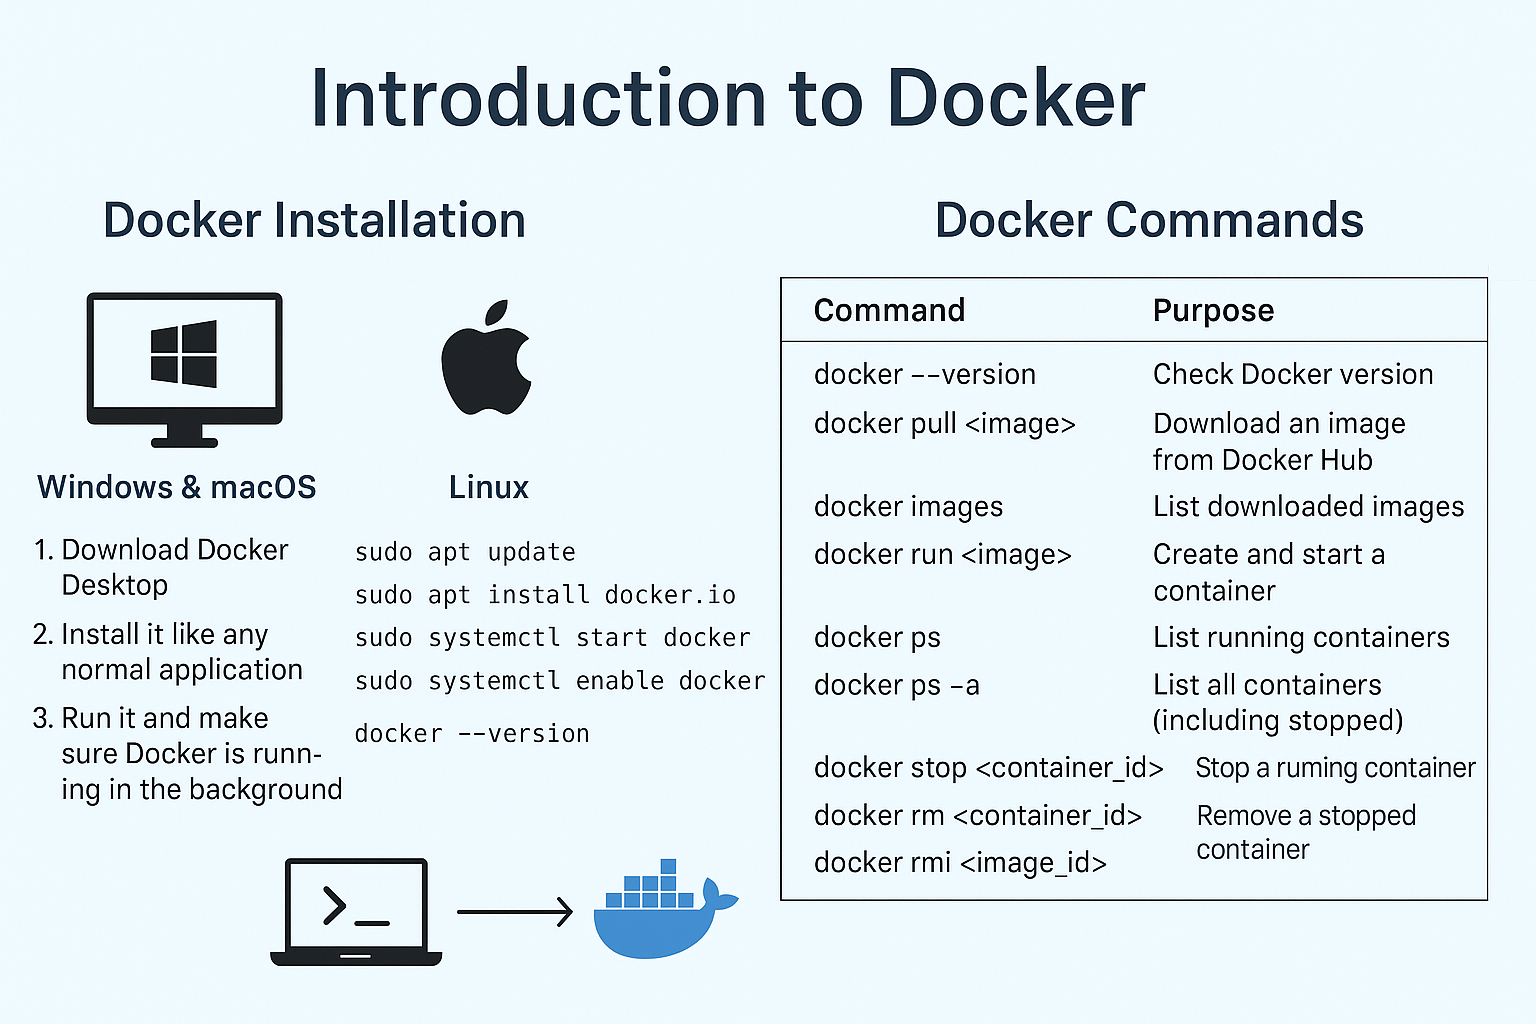 Introduction to Docker
Docker Installation
Windows & macOS
1. Download Docker
Desktop
2. Install it like any
normal application
3. Run it and make
sure Docker is runn-
ing in the background
Linux
sudo apt update
sudo apt install docker.io
sudo systemctl start docker
sudo systemctl enable docker
docker --version
>_
Docker Commands
Command Purpose
docker --version Check Docker version
docker pull <image> Download an image
from Docker Hub
docker images List downloaded images
docker run <image> Create and start a
container
docker ps List running containers
docker ps -a List all containers
(including stopped)
docker stop <container_id> Stop a ruming container
docker rm <container_id> Remove a stopped
container
docker rmi <image_id>